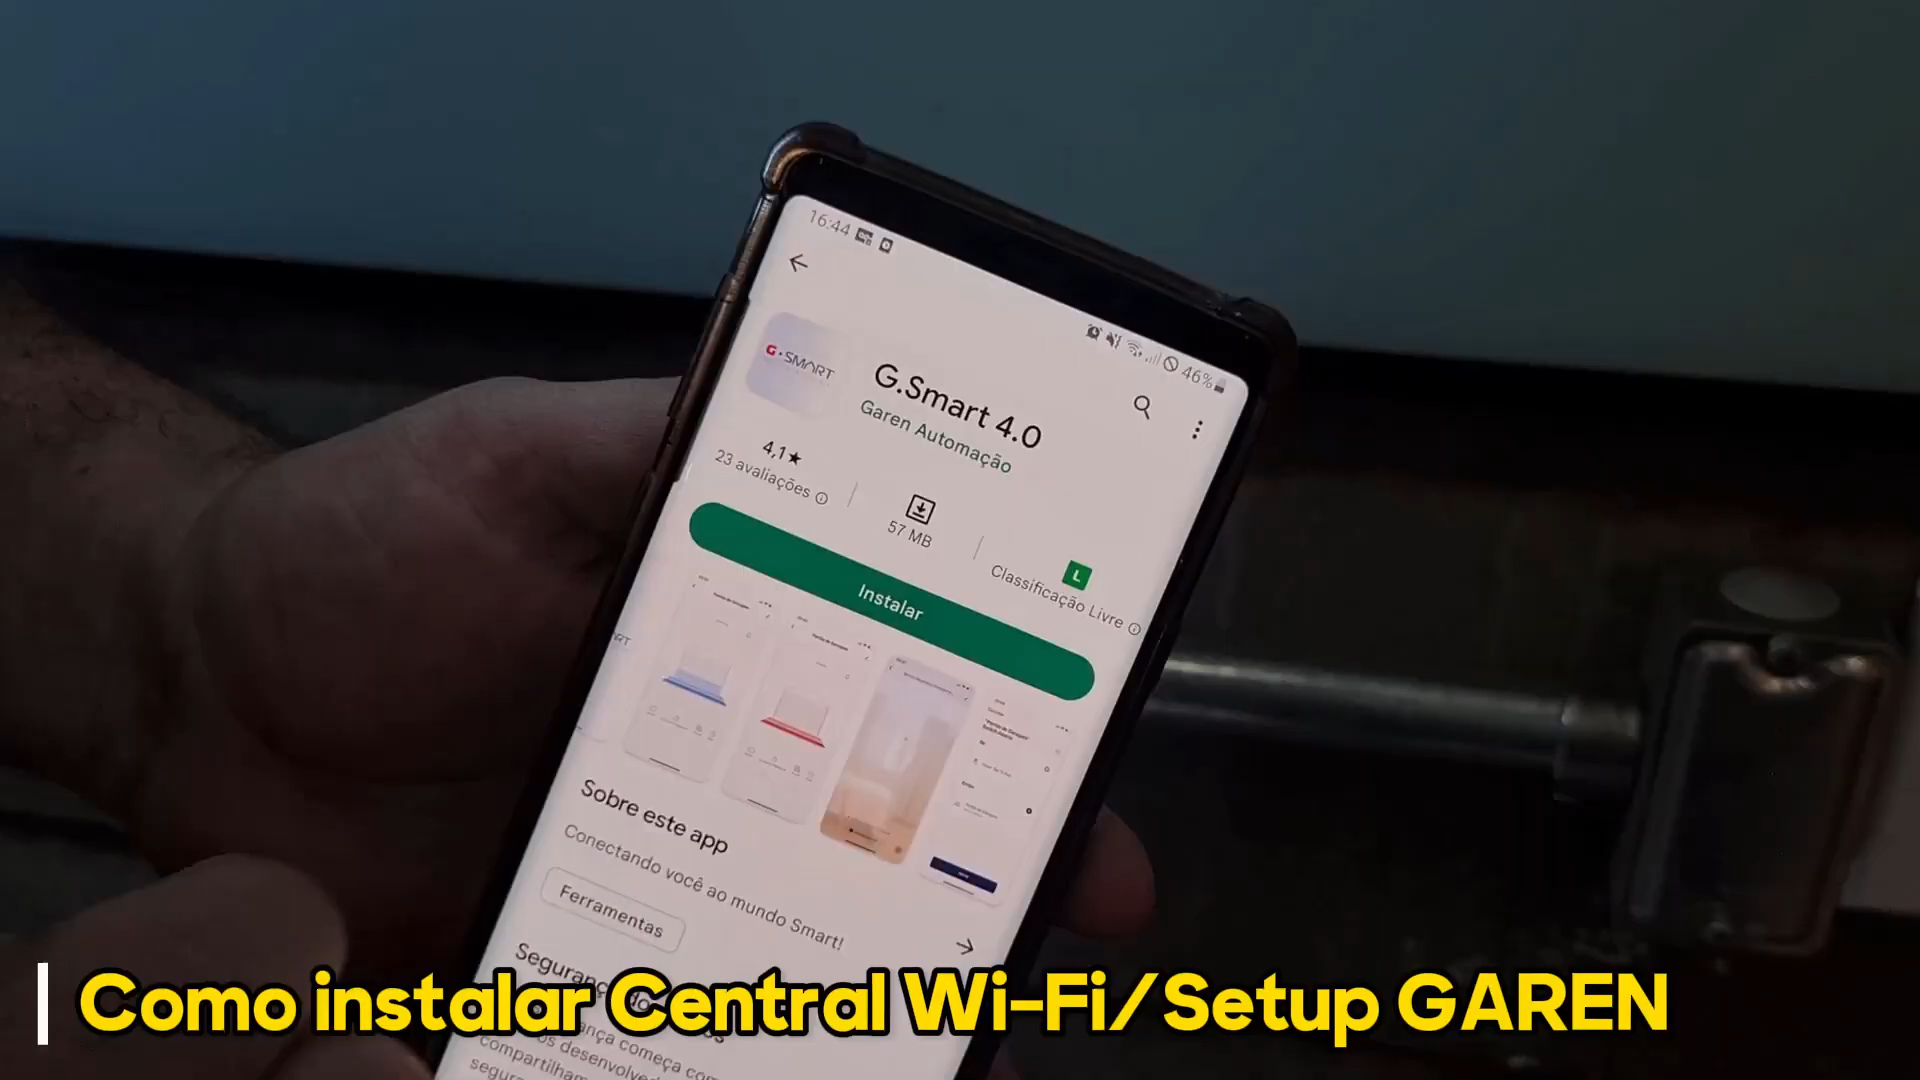 16:44
46%
G·SMART
G.Smart 4.0
Garen Automação
4,1★
23 avaliações
57 MB
L
Classificação Livre
Instalar
Sobre este app
Conectando você ao mundo Smart!
Ferramentas
Como instalar Central Wi-Fi/Setup GAREN